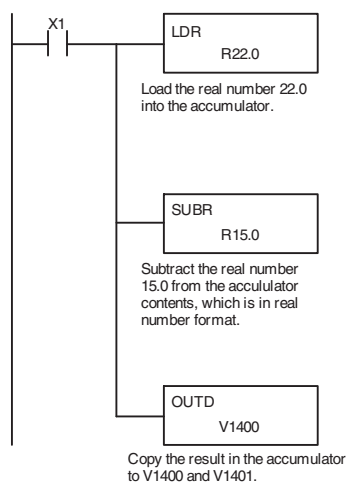 X1
LDR
R22.0
Load the real number 22.0
into the accumulator.
SUBR
R15.0
Subtract the real number
15.0 from the accululator
contents, which is in real
number format.
OUTD
V1400
Copy the result in the accumulator
to V1400 and V1401.